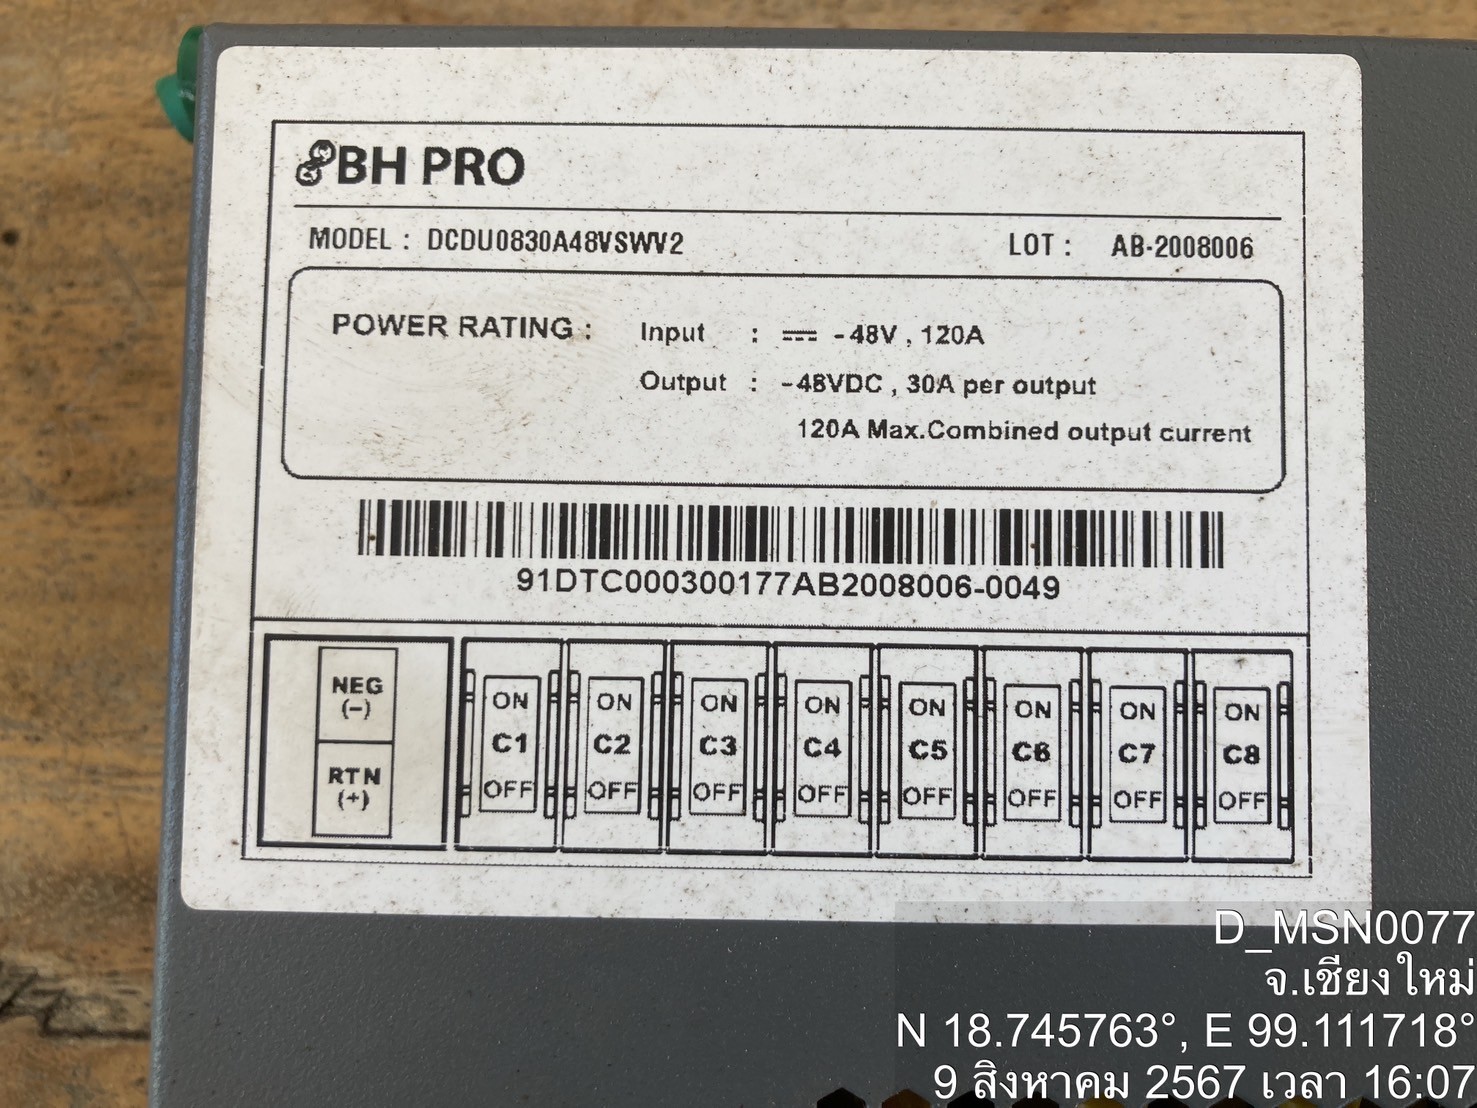 BH PRO
MODEL : DCDU0830A48VSWV2 LOT : AB-2008006
POWER RATING : Input : -48V , 120A
Output : -48VDC , 30A per output
120A Max.Combined output current
91DTC000300177AB2008006-0049
NEG ON ON ON ON ON ON ON ON
(-)
C1 C2 C3 C4 C5 C6 C7 C8
RTN OFF OFF OFF OFF OFF OFF OFF OFF
(+)
D_MSN0077
จ.เชียงใหม่
N 18.745763°, E 99.111718°
9 สิงหาคม 2567 เวลา 16:07